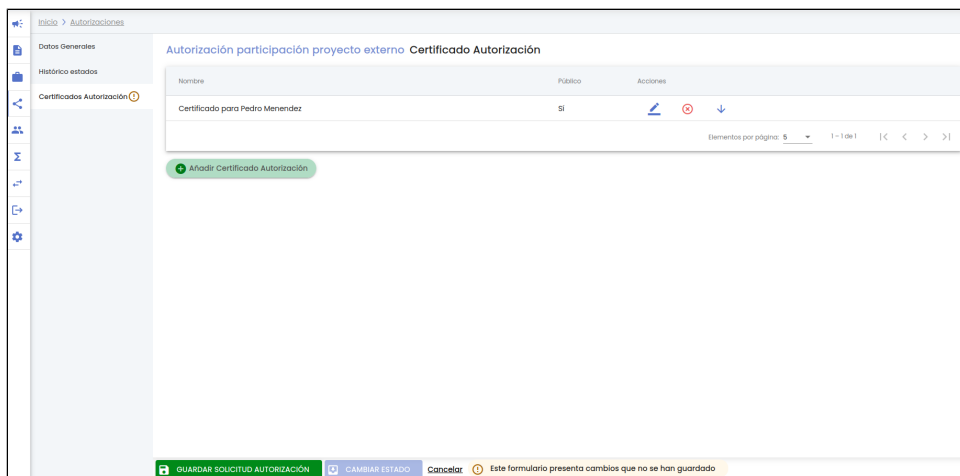 Inicio > Autorizaciones
Datos Generales
Histórico estados
Certificados Autorización
Autorización participación proyecto externo Certificado Autorización
Nombre Público Acciones
Certificado para Pedro Menendez Sí
Elementos por página: 5 1 – 1 de 1
Añadir Certificado Autorización
GUARDAR SOLICITUD AUTORIZACIÓN CAMBIAR ESTADO Cancelar Este formulario presenta cambios que no se han guardado